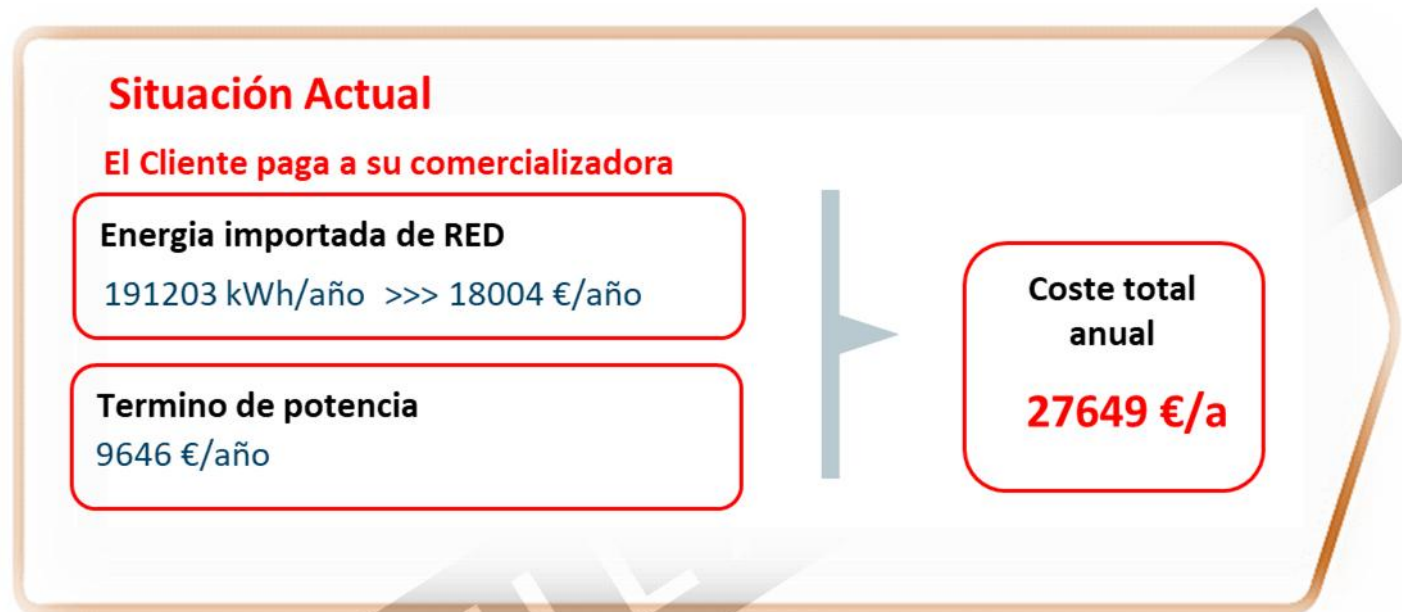 Situación Actual
El Cliente paga a su comercializadora
Energia importada de RED
191203 kWh/año >>> 18004 €/año
Termino de potencia
9646 €/año
Coste total
anual
27649 €/a